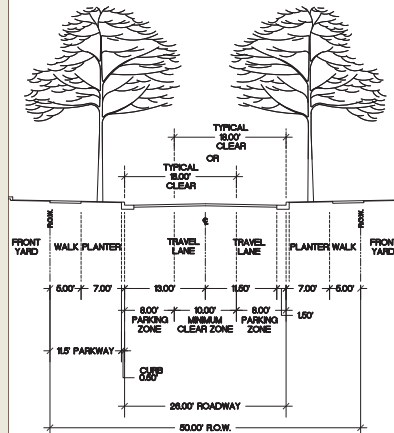 TYPICAL
18.00'
CLEAR
OR
TYPICAL
18.00'
CLEAR
R.O.W.
R.O.W.
FRONT
YARD
WALK
PLANTER
TRAVEL
LANE
TRAVEL
LANE
PLANTER
WALK
FRONT
YARD
5.00'
7.00'
13.00'
11.50'
7.00'
5.00'
8.00'
PARKING
ZONE
10.00'
MINIMUM
CLEAR ZONE
8.00'
PARKING
ZONE
1.50'
11.5' PARKWAY
CURB
0.50'
26.00' ROADWAY
50.00' R.O.W.